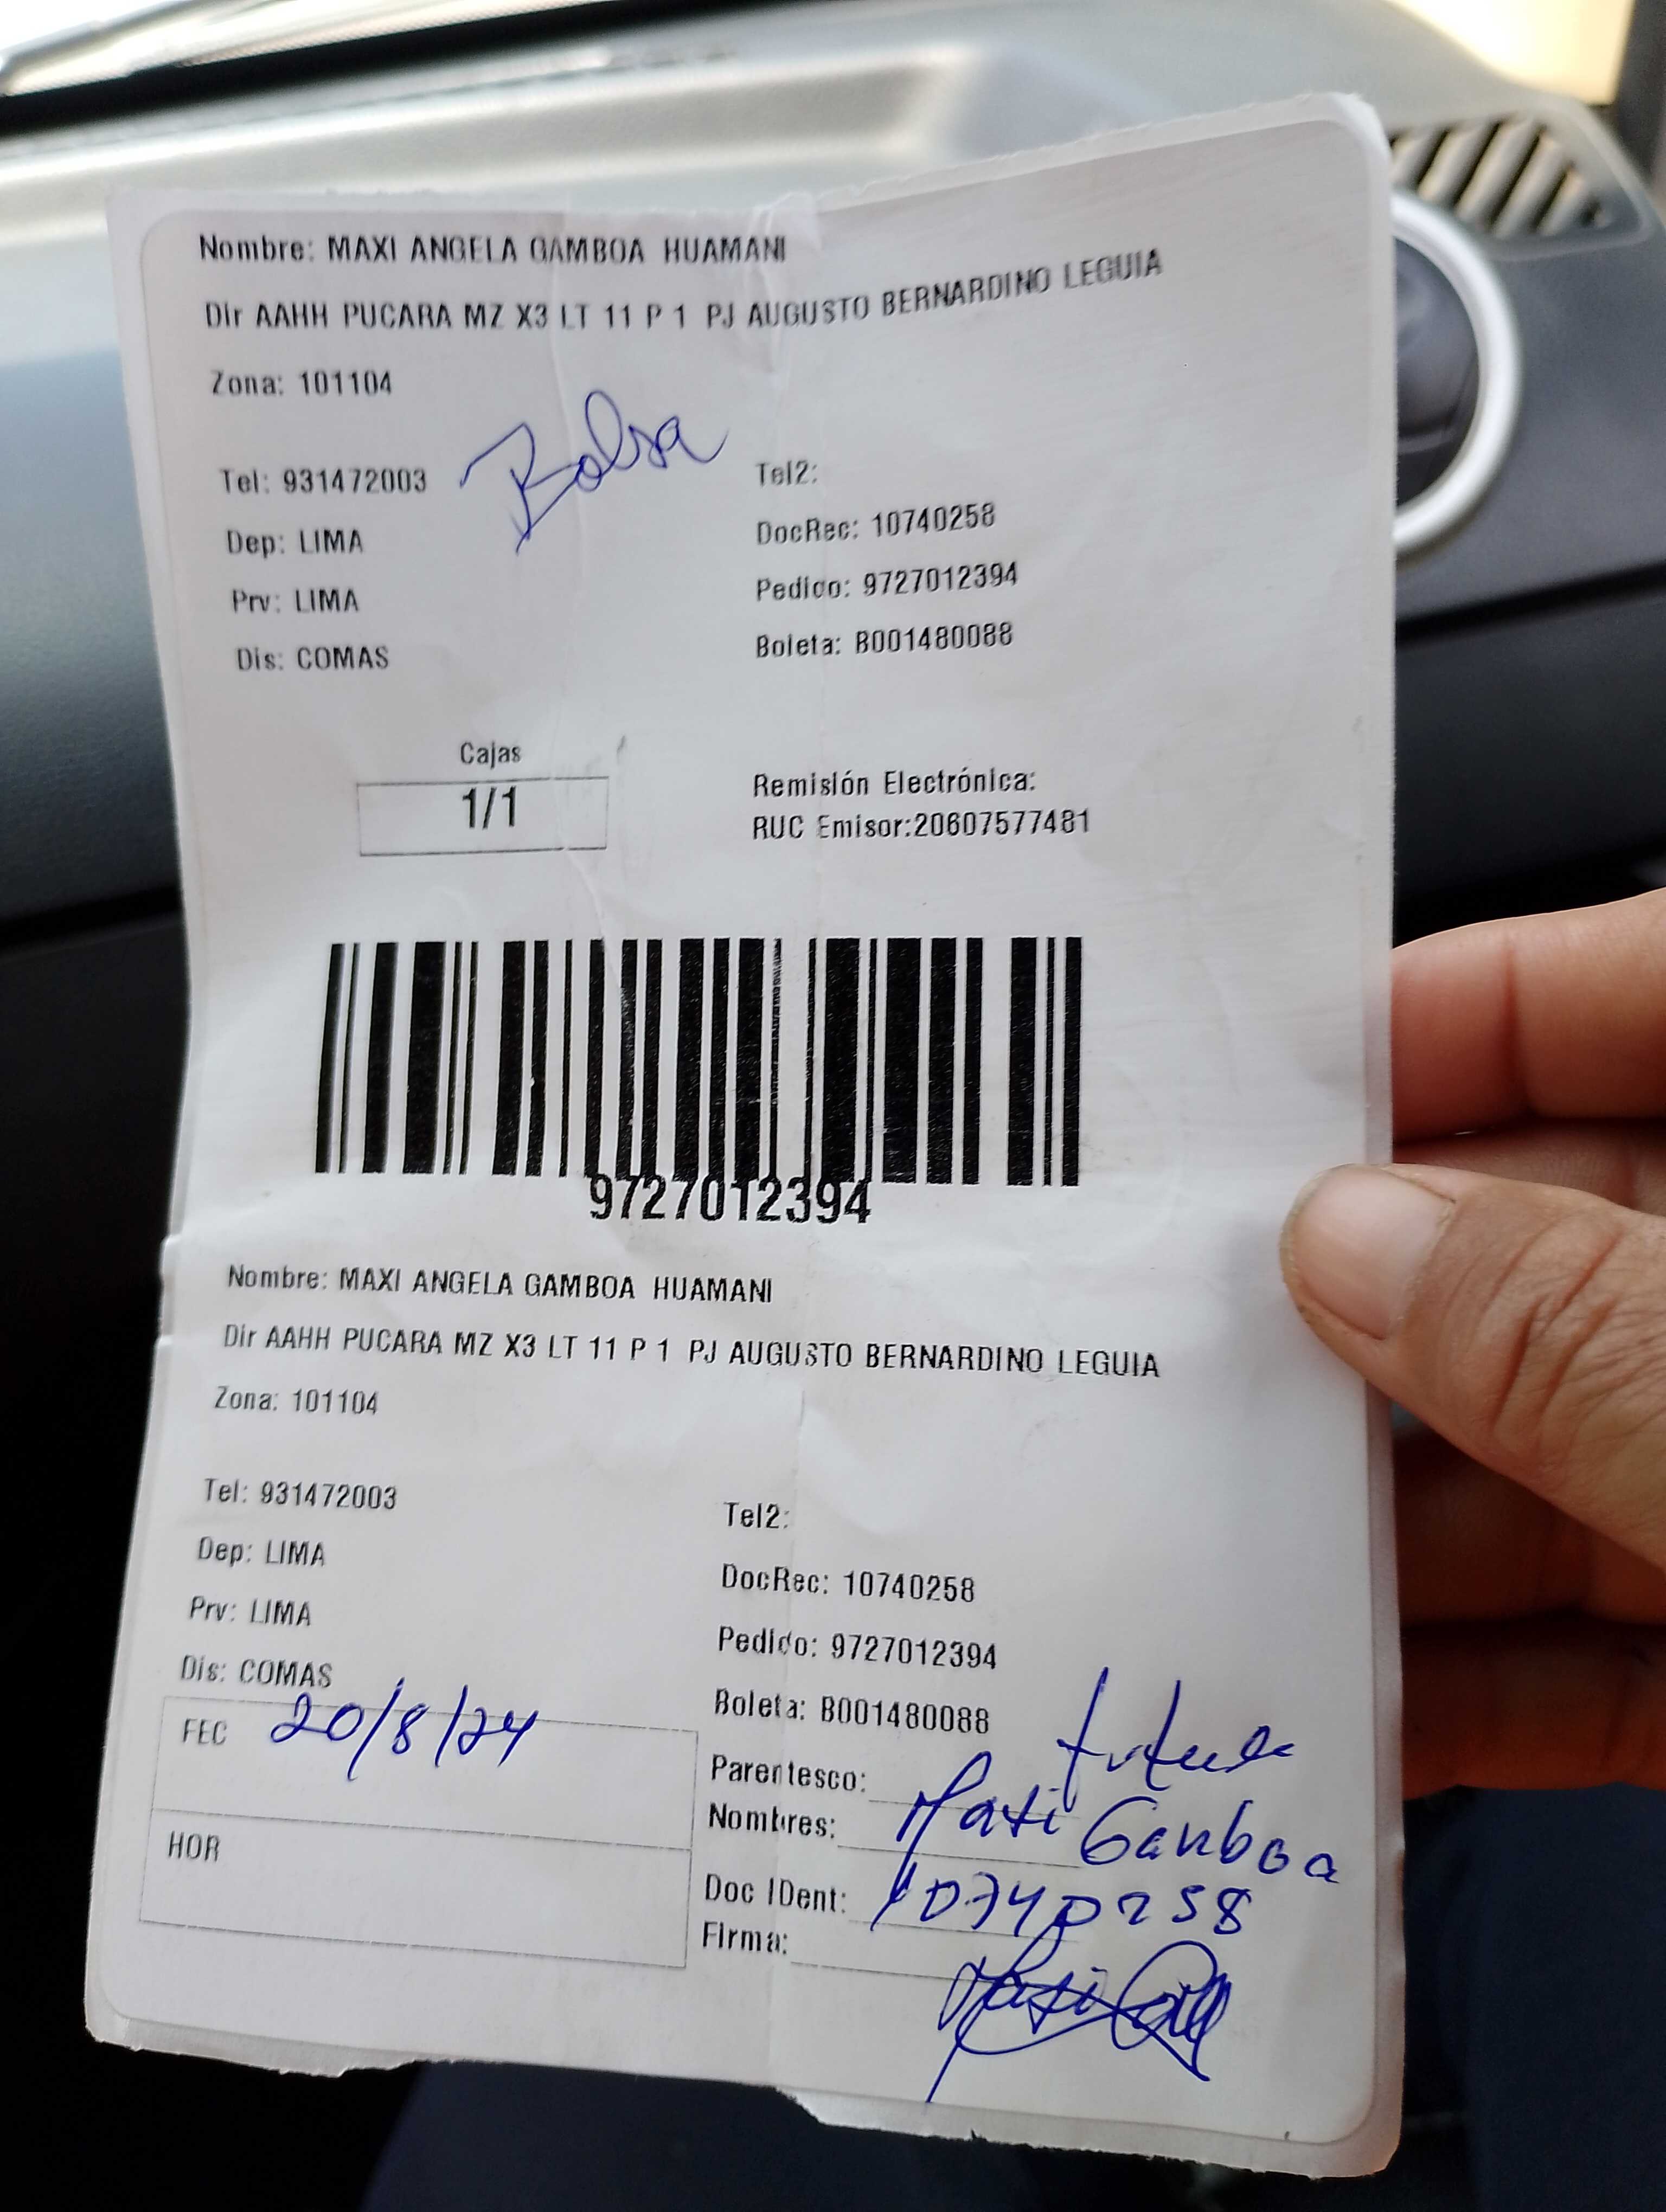 Nombre: MAXI ANGELA GAMBOA HUAMANI
Dir AAHH PUCARA MZ X3 LT 11 P 1 PJ AUGUSTO BERNARDINO LEGUIA
Zona: 101104
Bolsa
Tel: 931472003 Tel2:
Dep: LIMA DocRec: 10740258
Prv: LIMA Pedido: 9727012394
Dis: COMAS Boleta: B001480088
Cajas
1/1
Remisión Electrónica:
RUC Emisor:20607577481
9727012394
Nombre: MAXI ANGELA GAMBOA HUAMANI
Dir AAHH PUCARA MZ X3 LT 11 P 1 PJ AUGUSTO BERNARDINO LEGUIA
Zona: 101104
Tel: 931472003 Tel2:
Dep: LIMA DocRec: 10740258
Prv: LIMA Pedido: 9727012394
Dis: COMAS Boleta: B001480088
FEC 20/8/24
HOR
Parentesco:
Nombres: Maxi Gamboa
Doc IDent: 10740258
Firma: